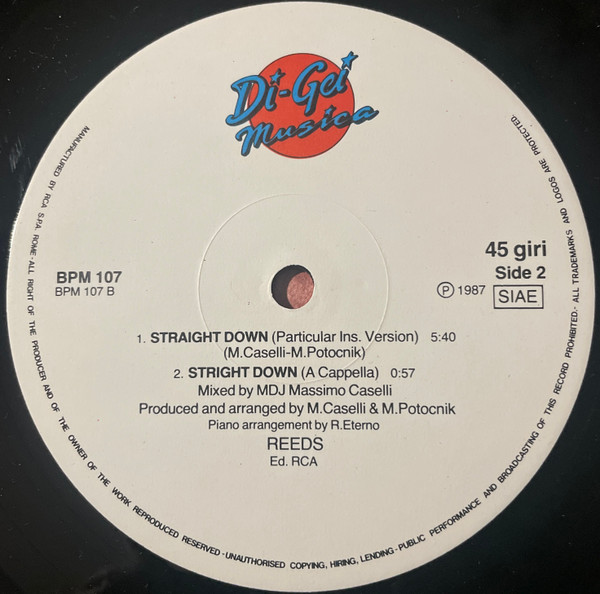 Di-Gei
Musica
BPM 107
BPM 107 B
45 giri
Side 2
℗ 1987 SIAE
1. STRAIGHT DOWN (Particular Ins. Version) 5:40
(M.Caselli-M.Potocnik)
2. STRIGHT DOWN (A Cappella) 0:57
Mixed by MDJ Massimo Caselli
Produced and arranged by M.Caselli & M.Potocnik
Piano arrangement by R.Eterno
REEDS
Ed. RCA
MANUFACTURED BY RCA S.P.A. ROME-ALL RIGHT OF THE PRODUCER AND OF THE OWNER OF THE WORK REPRODUCED RESERVED-UNAUTHORISED COPYING, HIRING, LENDING-PUBLIC PERFORMANCE AND BROADCASTING OF THIS RECORD PROHIBITED-ALL TRADEMARKS AND LOGOS ARE PROTECTED.